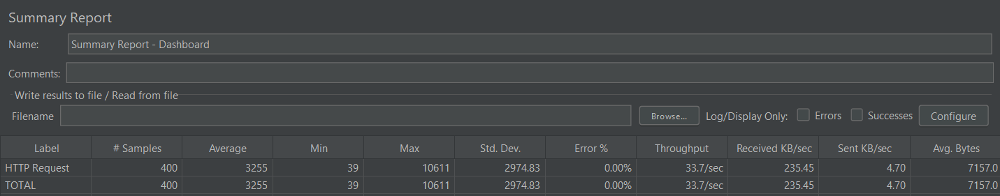 Summary Report
Name: Summary Report - Dashboard
Comments:
Write results to file / Read from file
Filename Browse... Log/Display Only: Errors Successes Configure
Label # Samples Average Min Max Std. Dev. Error % Throughput Received KB/sec Sent KB/sec Avg. Bytes
HTTP Request 400 3255 39 10611 2974.83 0.00% 33.7/sec 235.45 4.70 7157.0
TOTAL 400 3255 39 10611 2974.83 0.00% 33.7/sec 235.45 4.70 7157.0